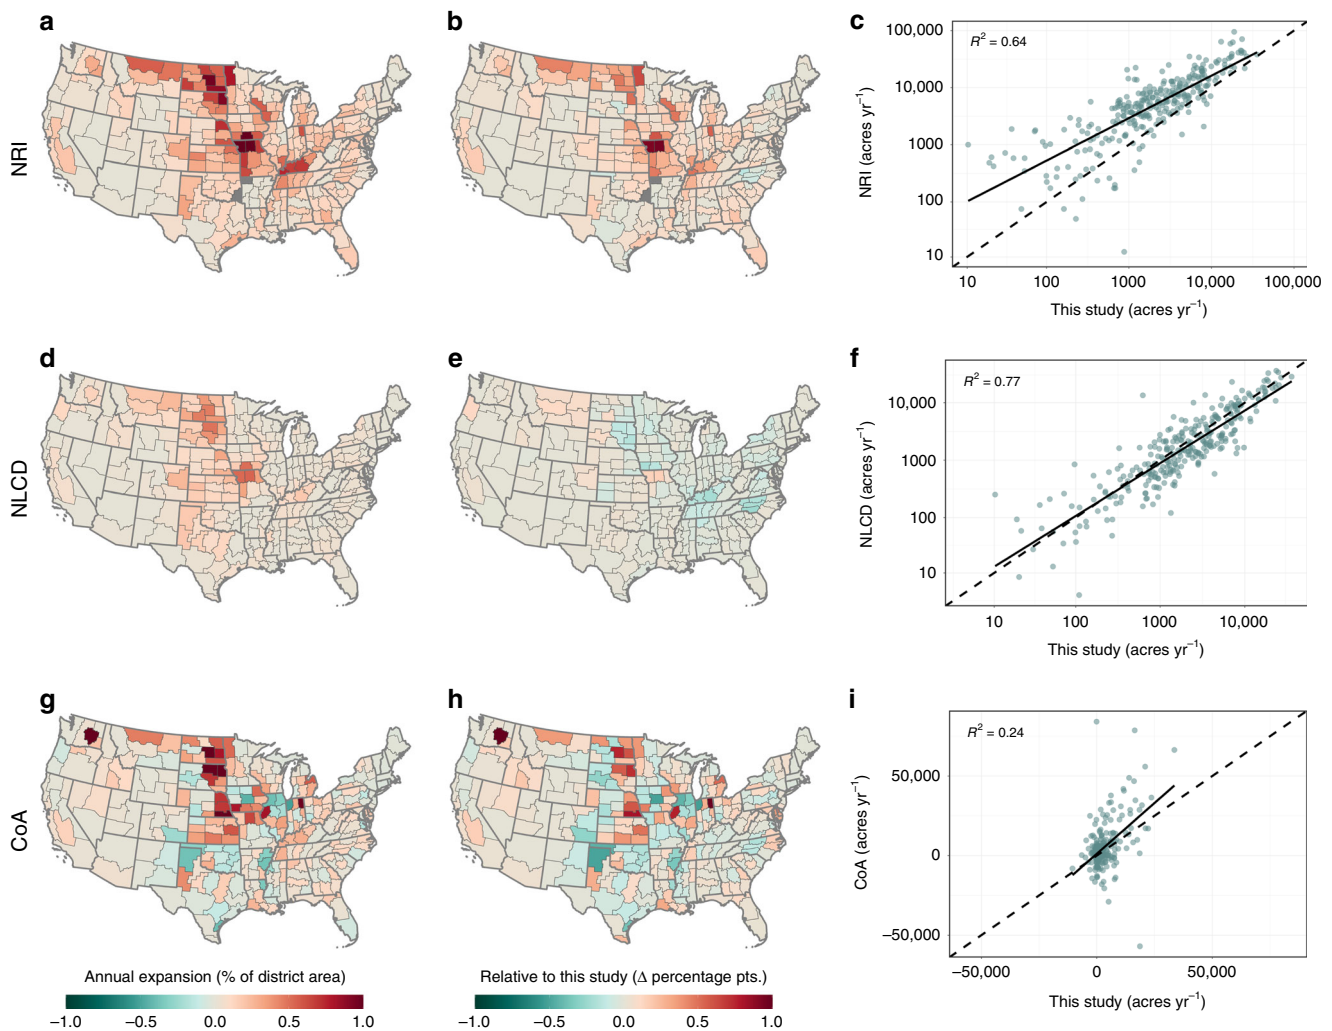 a
b
c
NRI
R² = 0.64
100,000
10,000
1000
100
10
NRI (acres yr⁻¹)
10
100
1000
10,000
100,000
This study (acres yr⁻¹)
d
e
f
NLCD
R² = 0.77
10,000
1000
100
10
NLCD (acres yr⁻¹)
10
100
1000
10,000
This study (acres yr⁻¹)
g
h
i
CoA
R² = 0.24
50,000
0
−50,000
CoA (acres yr⁻¹)
−50,000
0
50,000
This study (acres yr⁻¹)
Annual expansion (% of district area)
−1.0
−0.5
0.0
0.5
1.0
Relative to this study (Δ percentage pts.)
−1.0
−0.5
0.0
0.5
1.0